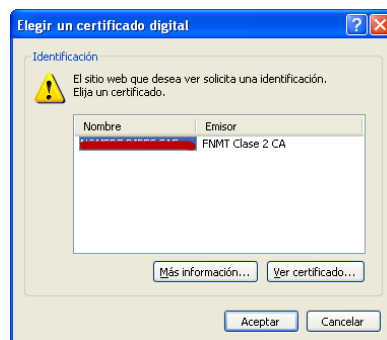 Elegir un certificado digital
Identificación
El sitio web que desea ver solicita una identificación.
Elija un certificado.
Nombre Emisor
FNMT Clase 2 CA
Más información... Ver certificado...
Aceptar Cancelar